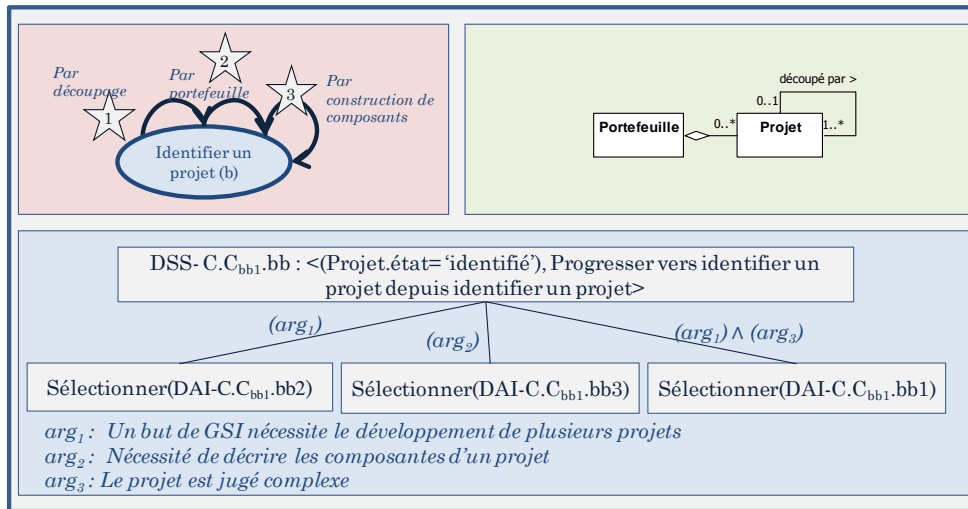 Par
découpage
1
2
Par
portefeuille
3
Par
construction de
composants
Identifier un
projet (b)
découpé par >
0..1
Portefeuille
0..*
Projet
1..*
DSS- C.Cbb1.bb : <(Projet.état= ‘identifié’), Progresser vers identifier un
projet depuis identifier un projet>
(arg1)
(arg2)
(arg1) ∧ (arg3)
Sélectionner(DAI-C.Cbb1.bb2)
Sélectionner(DAI-C.Cbb1.bb3)
Sélectionner(DAI-C.Cbb1.bb1)
arg1 : Un but de GSI nécessite le développement de plusieurs projets
arg2 : Nécessité de décrire les composantes d’un projet
arg3 : Le projet est jugé complexe